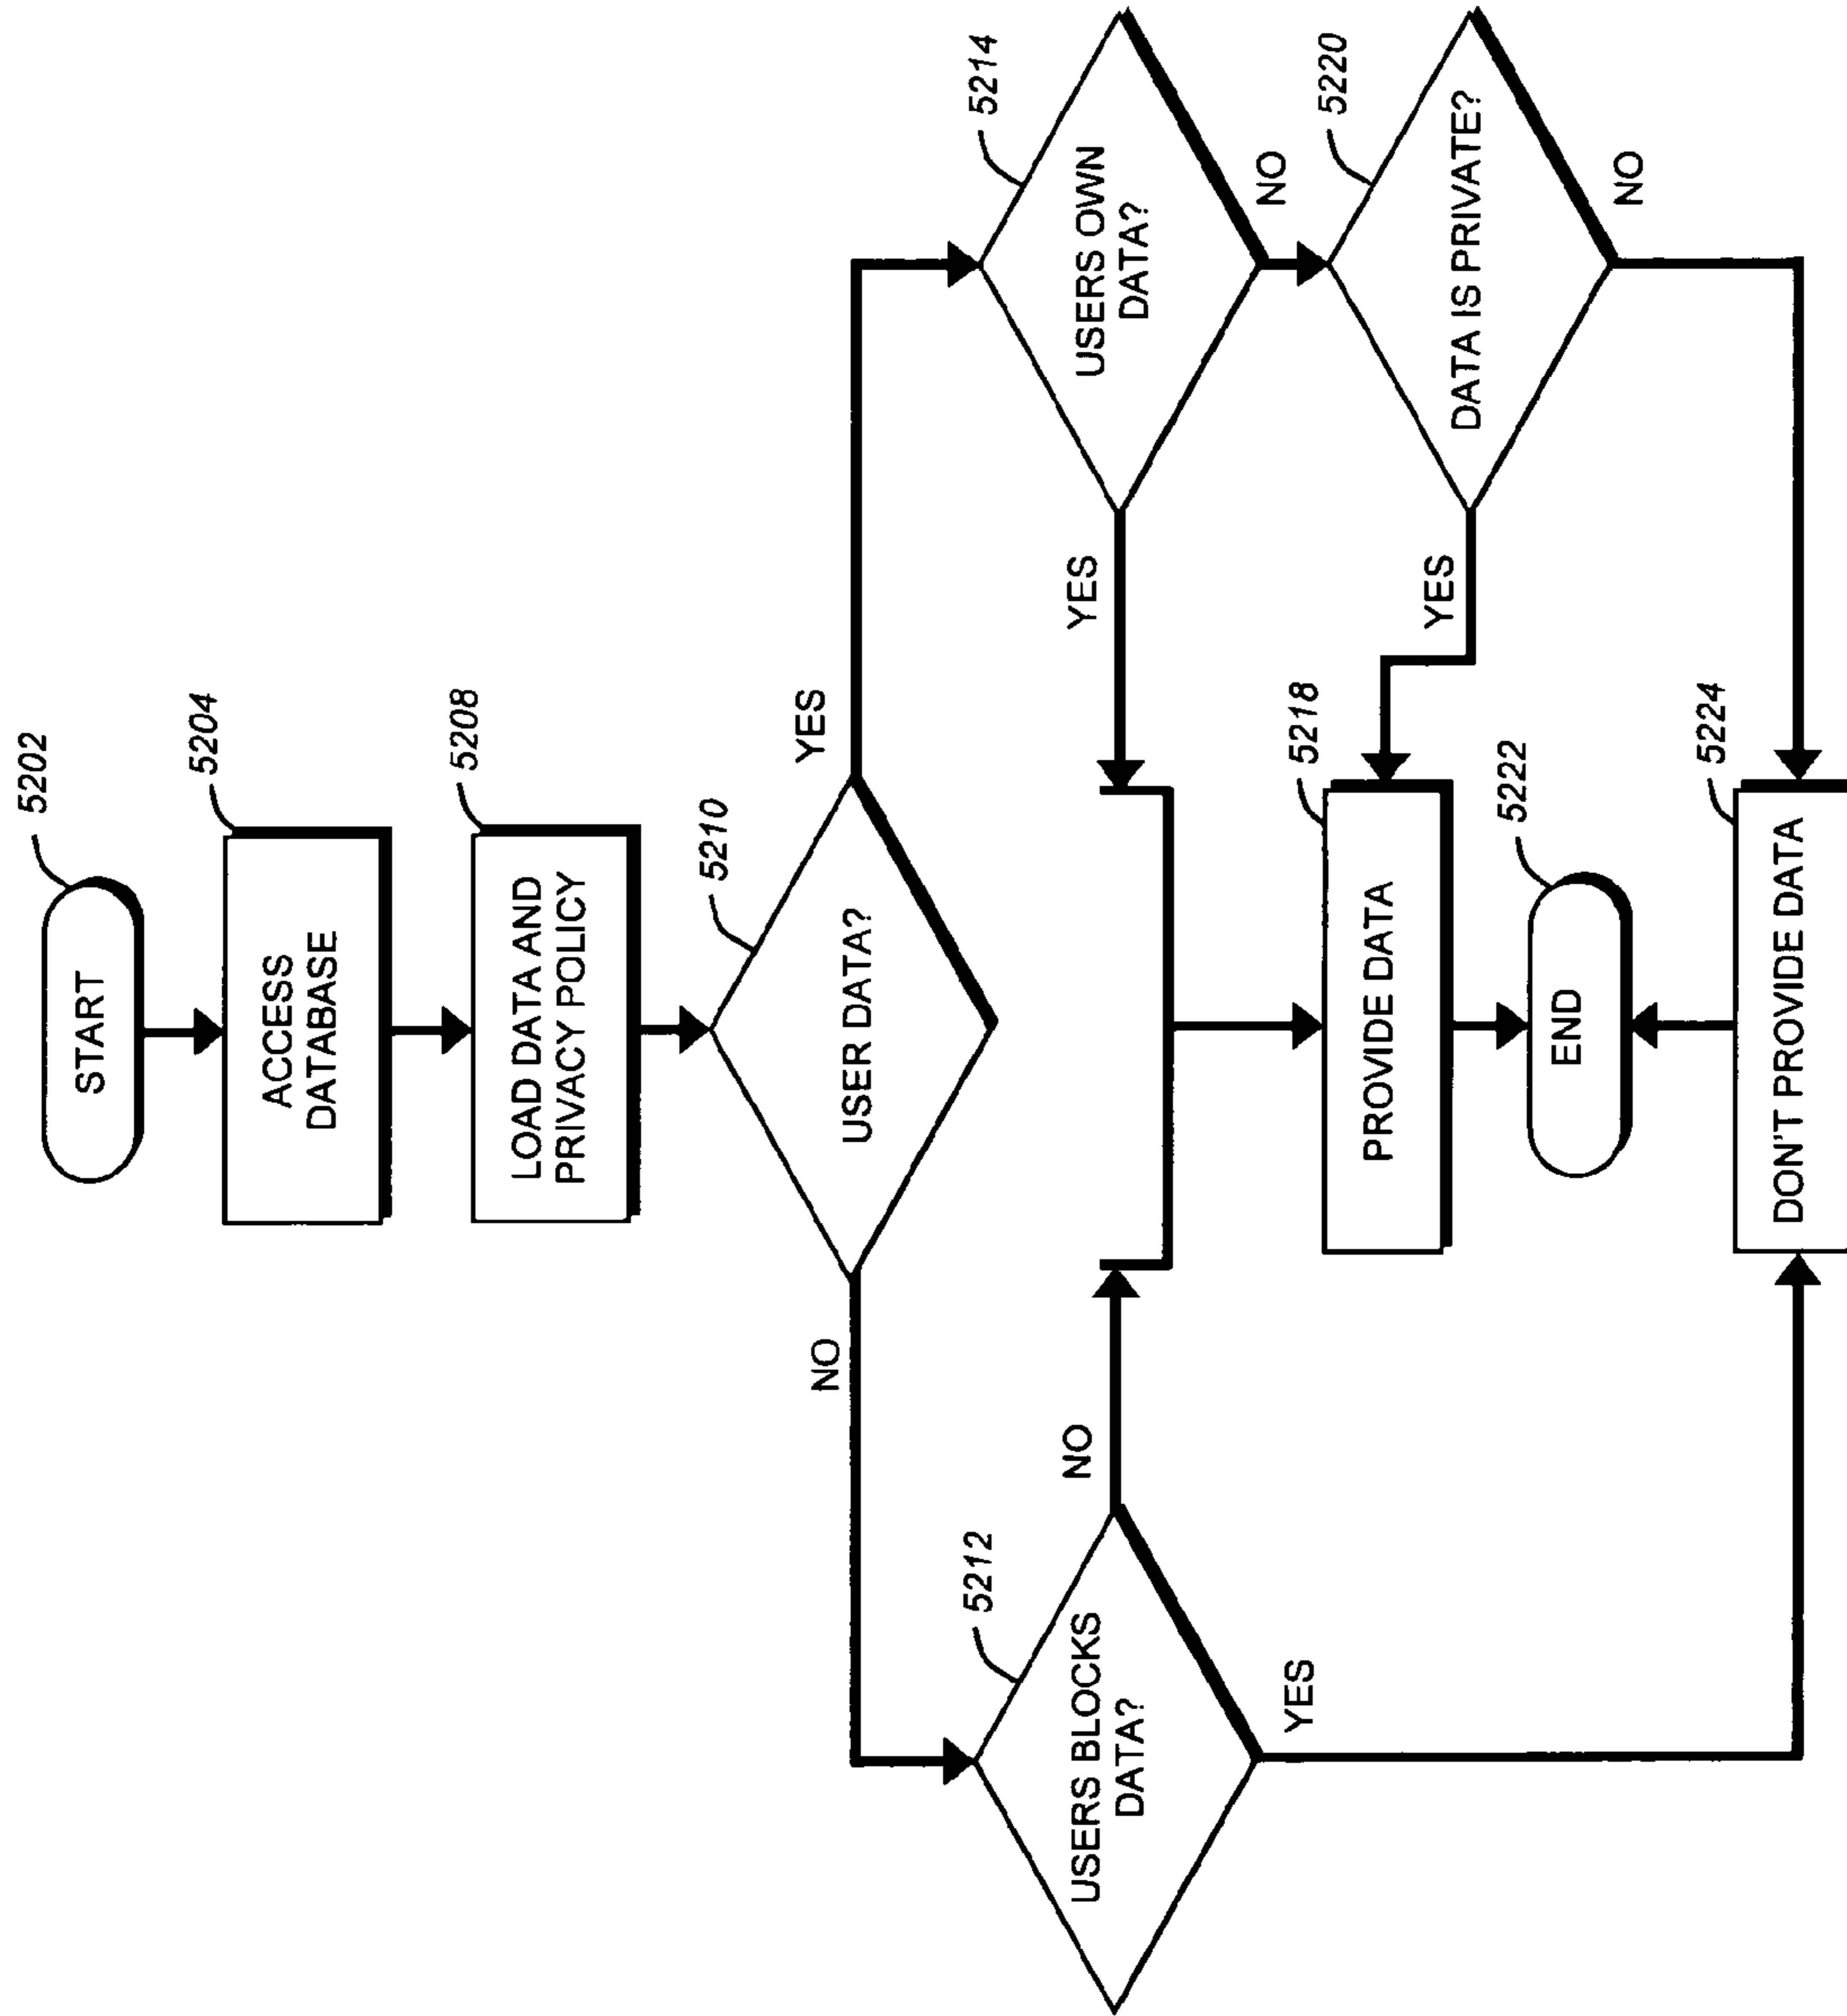 START
5202
ACCESS
DATABASE
5204
LOAD DATA AND
PRIVACY POLICY
5208
USER DATA?
5210
NO
YES
USERS BLOCKS
DATA?
5212
NO
YES
USERS OWN
DATA?
5214
YES
NO
PROVIDE DATA
5218
DATA IS PRIVATE?
5220
YES
NO
END
5222
DON'T PROVIDE DATA
5224